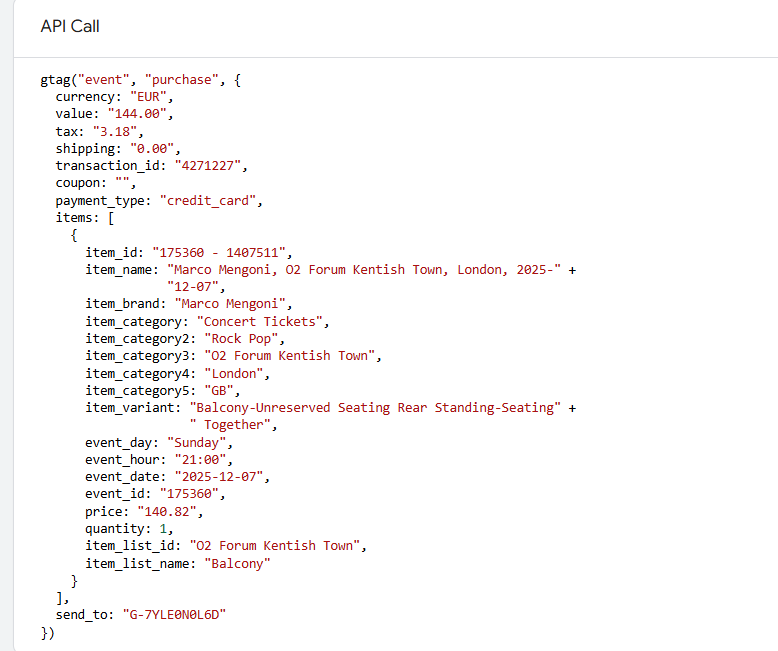 API Call
gtag("event", "purchase", {
currency: "EUR",
value: "144.00",
tax: "3.18",
shipping: "0.00",
transaction_id: "4271227",
coupon: "",
payment_type: "credit_card",
items: [
{
item_id: "175360 - 1407511",
item_name: "Marco Mengoni, O2 Forum Kentish Town, London, 2025-" +
"12-07",
item_brand: "Marco Mengoni",
item_category: "Concert Tickets",
item_category2: "Rock Pop",
item_category3: "O2 Forum Kentish Town",
item_category4: "London",
item_category5: "GB",
item_variant: "Balcony-Unreserved Seating Rear Standing-Seating" +
" Together",
event_day: "Sunday",
event_hour: "21:00",
event_date: "2025-12-07",
event_id: "175360",
price: "140.82",
quantity: 1,
item_list_id: "O2 Forum Kentish Town",
item_list_name: "Balcony"
}
],
send_to: "G-7YLE0N0L6D"
})